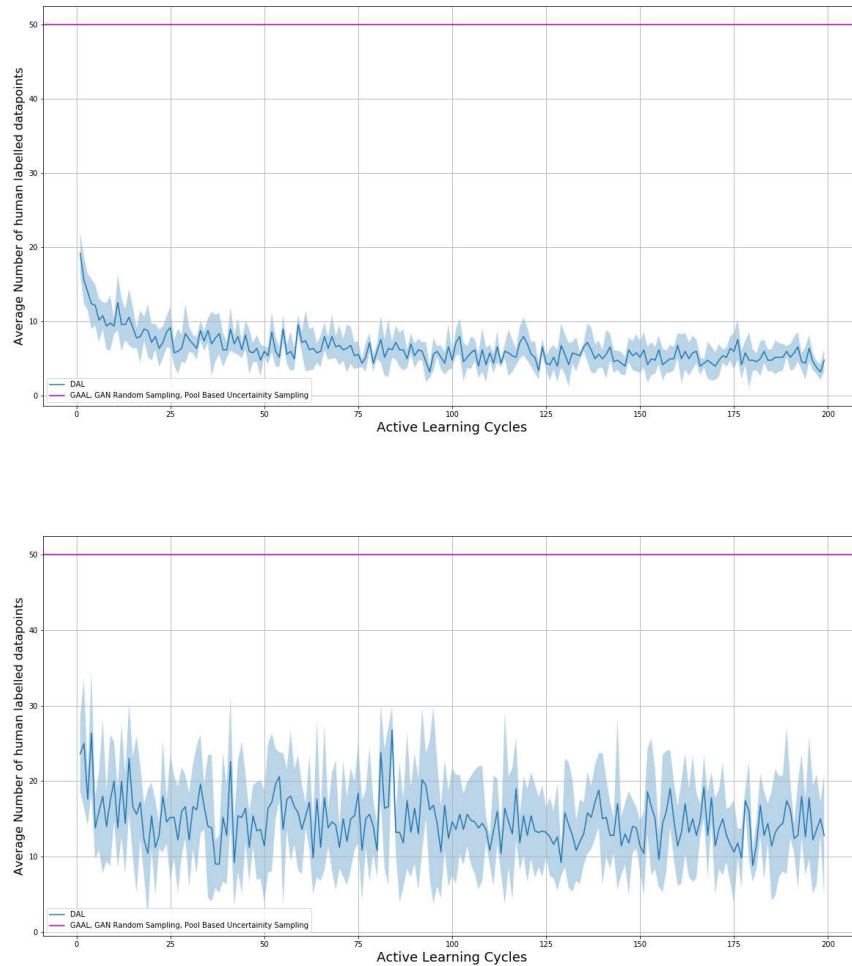 50
40
30
20
10
0
Average Number of human labelled datapoints
DAL
GAAL, GAN Random Sampling, Pool Based Uncertainity Sampling
0 25 50 75 100 125 150 175 200
Active Learning Cycles
50
40
30
20
10
0
Average Number of human labelled datapoints
DAL
GAAL, GAN Random Sampling, Pool Based Uncertainity Sampling
0 25 50 75 100 125 150 175 200
Active Learning Cycles